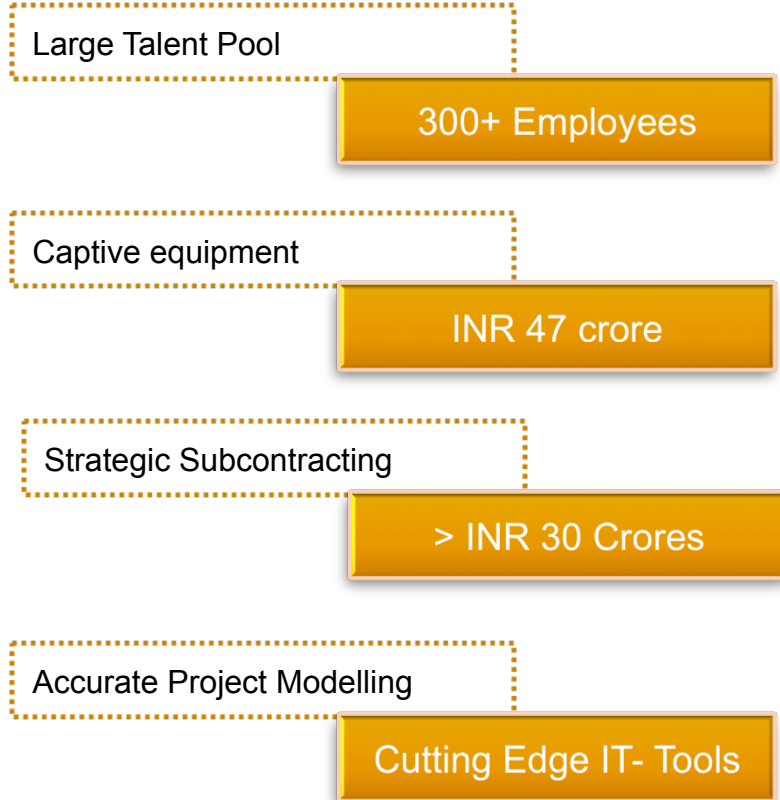 Large Talent Pool
300+ Employees
Captive equipment
INR 47 crore
Strategic Subcontracting
> INR 30 Crores
Accurate Project Modelling
Cutting Edge IT- Tools